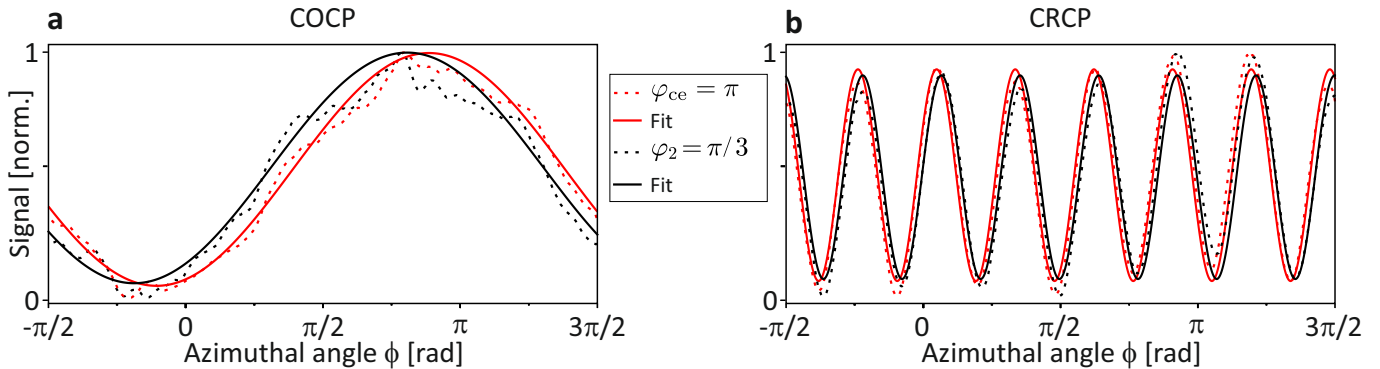 a COCP
Signal [norm.]
1
0
-π/2 0 π/2 π 3π/2
Azimuthal angle ϕ [rad]
φce = π
Fit
φ2 = π/3
Fit
b CRCP
1
0
-π/2 0 π/2 π 3π/2
Azimuthal angle ϕ [rad]